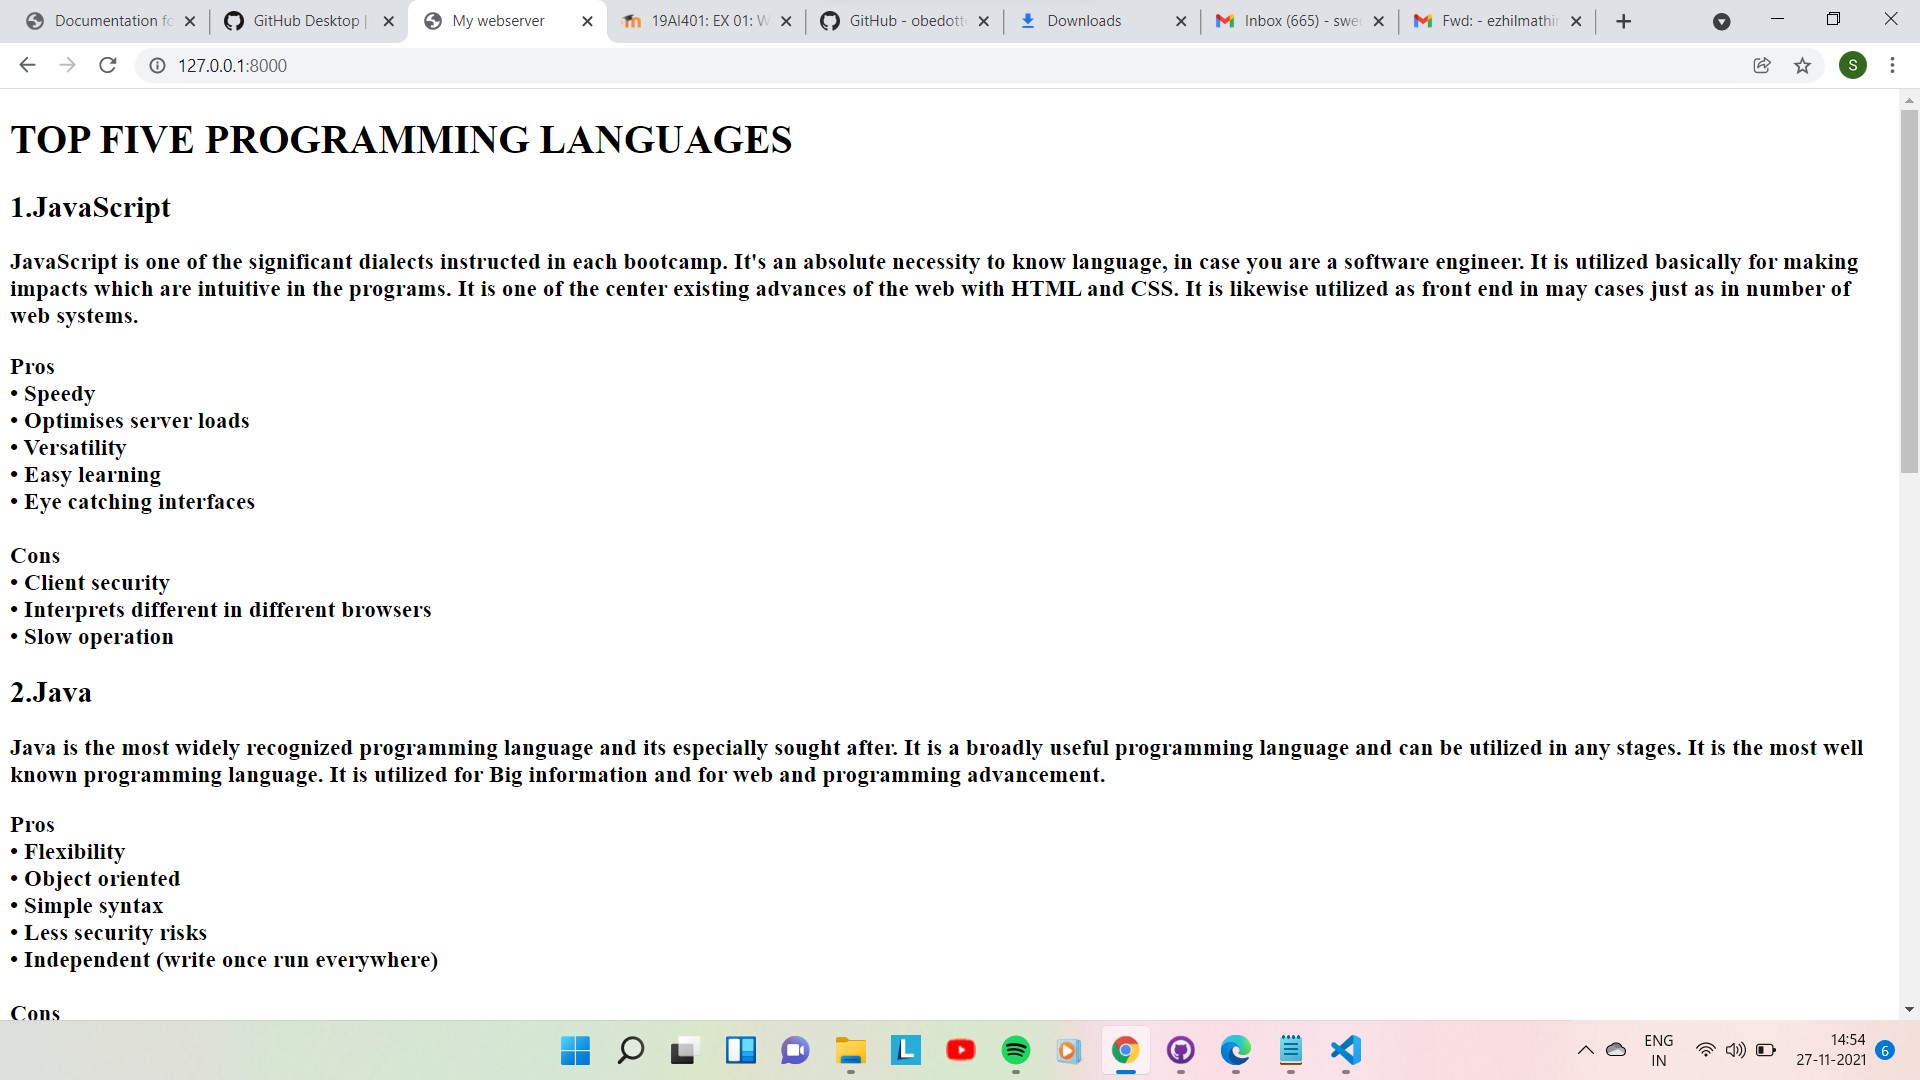 Documentation fo
GitHub Desktop |
My webserver
19AI401: EX 01: W
GitHub - obedott
Downloads
Inbox (665) - swe
Fwd: - ezhilmathi
127.0.0.1:8000
S
TOP FIVE PROGRAMMING LANGUAGES
1.JavaScript
JavaScript is one of the significant dialects instructed in each bootcamp. It's an absolute necessity to know language, in case you are a software engineer. It is utilized basically for making
impacts which are intuitive in the programs. It is one of the center existing advances of the web with HTML and CSS. It is likewise utilized as front end in may cases just as in number of
web systems.
Pros
• Speedy
• Optimises server loads
• Versatility
• Easy learning
• Eye catching interfaces
Cons
• Client security
• Interprets different in different browsers
• Slow operation
2.Java
Java is the most widely recognized programming language and its especially sought after. It is a broadly useful programming language and can be utilized in any stages. It is the most well
known programming language. It is utilized for Big information and for web and programming advancement.
Pros
• Flexibility
• Object oriented
• Simple syntax
• Less security risks
• Independent (write once run everywhere)
Cons
L
ENG
IN
14:54
27-11-2021
6